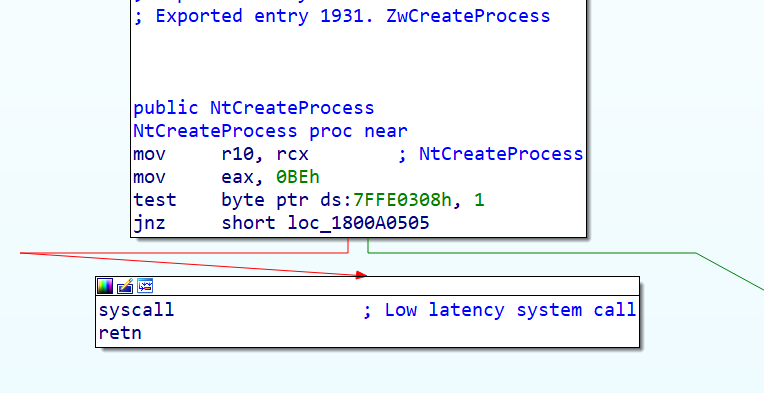 ; Exported entry 1931. ZwCreateProcess
public NtCreateProcess
NtCreateProcess proc near
mov r10, rcx ; NtCreateProcess
mov eax, 0BEh
test byte ptr ds:7FFE0308h, 1
jnz short loc_1800A0505
syscall ; Low latency system call
retn